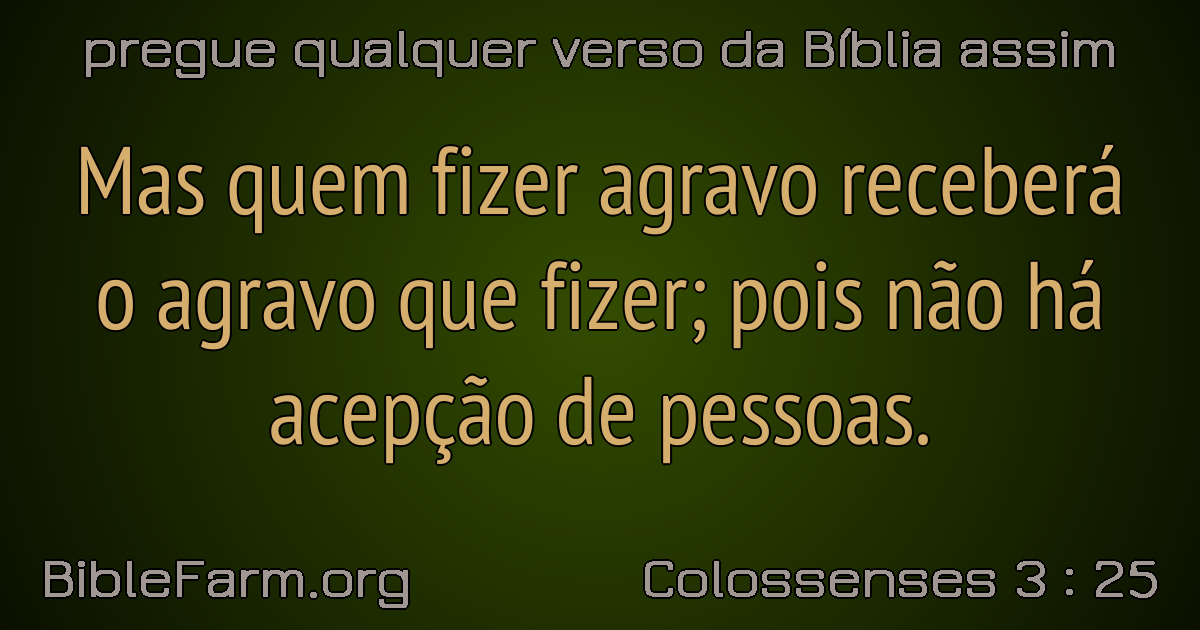 pregue qualquer verso da Bíblia assim
Mas quem fizer agravo receberá
o agravo que fizer; pois não há
acepção de pessoas.
BibleFarm.org
Colossenses 3 : 25